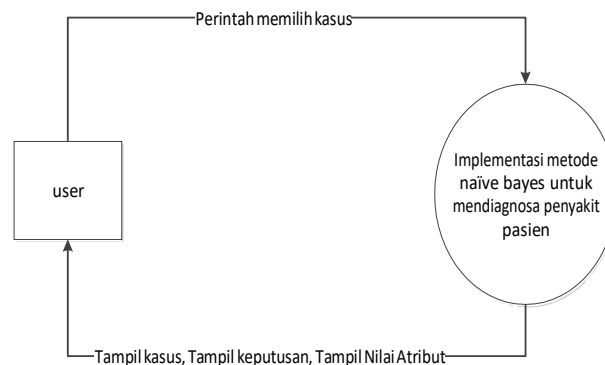 Perintah memilih kasus
user
Implementasi metode
naïve bayes untuk
mendiagnosa penyakit
pasien
Tampil kasus, Tampil keputusan, Tampil Nilai Atribut